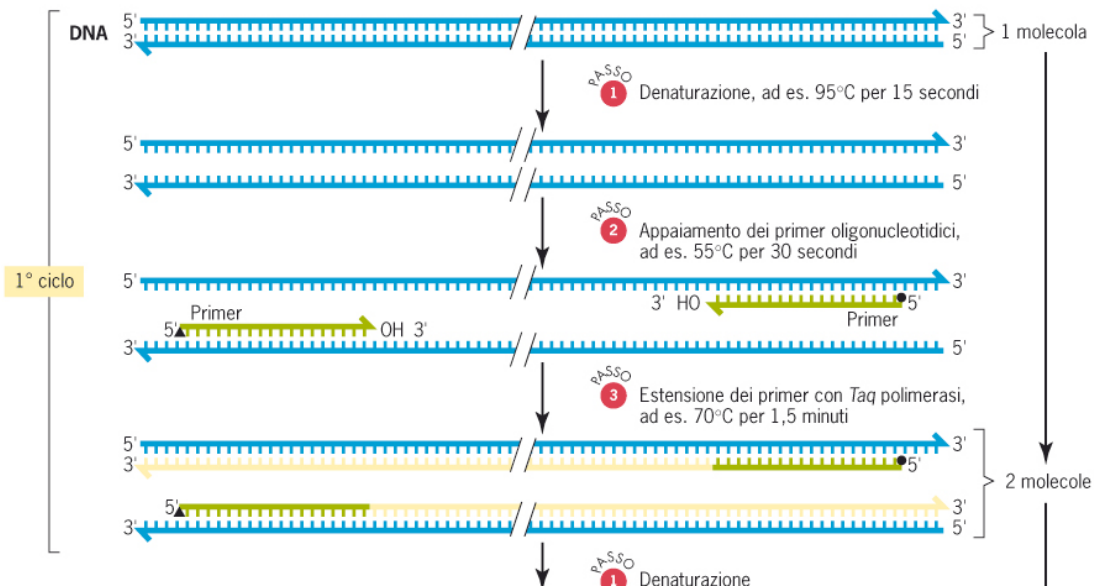 5' 3'
DNA
3' 5'
1 molecola
PASSO
1 Denaturazione, ad es. 95°C per 15 secondi
5' 3'
3' 5'
PASSO
2 Appaiamento dei primer oligonucleotidici,
ad es. 55°C per 30 secondi
1° ciclo
5' 3'
3' HO 5'
Primer
Primer
5' OH 3'
3' 5'
PASSO
3 Estensione dei primer con Taq polimerasi,
ad es. 70°C per 1,5 minuti
5' 3'
3' 5'
2 molecole
5' 3'
3' 5'
PASSO
1 Denaturazione